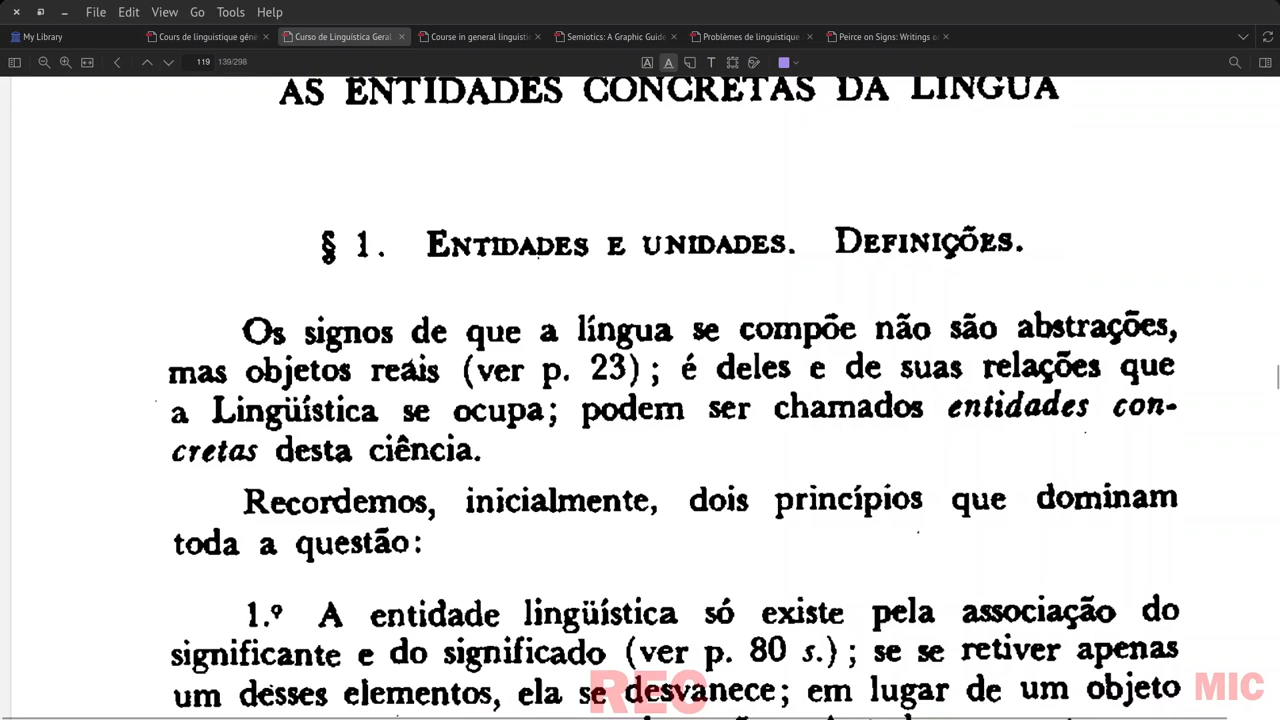 File Edit View Go Tools Help
My Library Cours de linguistique géné Curso de Linguística Geral Course in general linguisti Semiotics: A Graphic Guide Problèmes de linguistique Peirce on Signs: Writings o
119 139/298
AS ENTIDADES CONCRETAS DA LÍNGUA
§ 1. ENTIDADES E UNIDADES. DEFINIÇÕES.
Os signos de que a língua se compõe não são abstrações,
mas objetos reais (ver p. 23); é deles e de suas relações que
a Lingüística se ocupa; podem ser chamados entidades con-
cretas desta ciência.
Recordemos, inicialmente, dois princípios que dominam
toda a questão:
1.º A entidade lingüística só existe pela associação do
significante e do significado (ver p. 80 s.); se se retiver apenas
um desses elementos, ela se desvanece; em lugar de um objeto
REC MIC